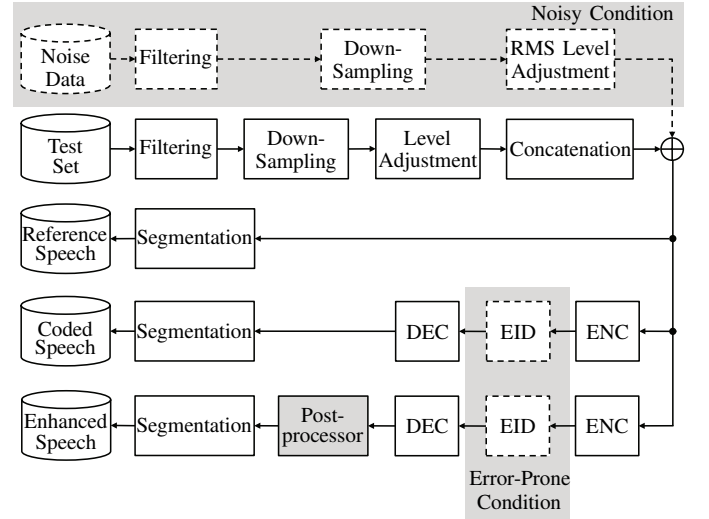 Noisy Condition
Noise
Data
Filtering
Down-
Sampling
RMS Level
Adjustment
Test
Set
Filtering
Down-
Sampling
Level
Adjustment
Concatenation
Reference
Speech
Segmentation
Coded
Speech
Segmentation
DEC
EID
ENC
Enhanced
Speech
Segmentation
Post-
processor
DEC
EID
ENC
Error-Prone
Condition